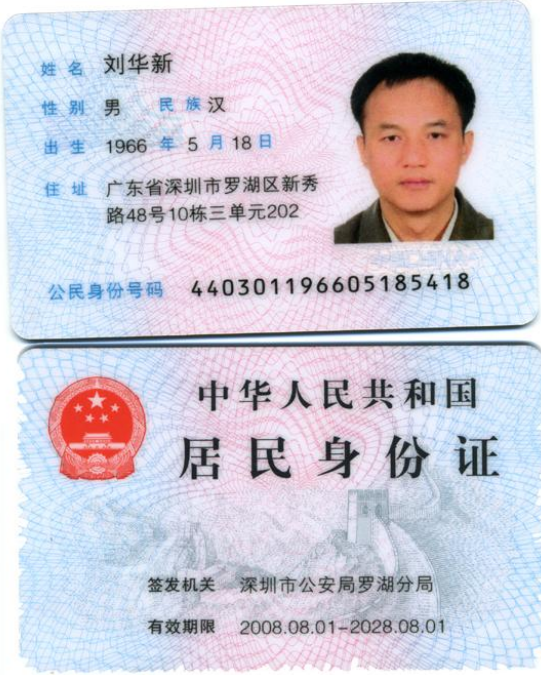 姓名 刘华新
性别 男 民族 汉
出生 1966 年 5 月 18 日
住址 广东省深圳市罗湖区新秀
路48号10栋三单元202
公民身份号码 440301196605185418
中华人民共和国
居民身份证
签发机关 深圳市公安局罗湖分局
有效期限 2008.08.01-2028.08.01